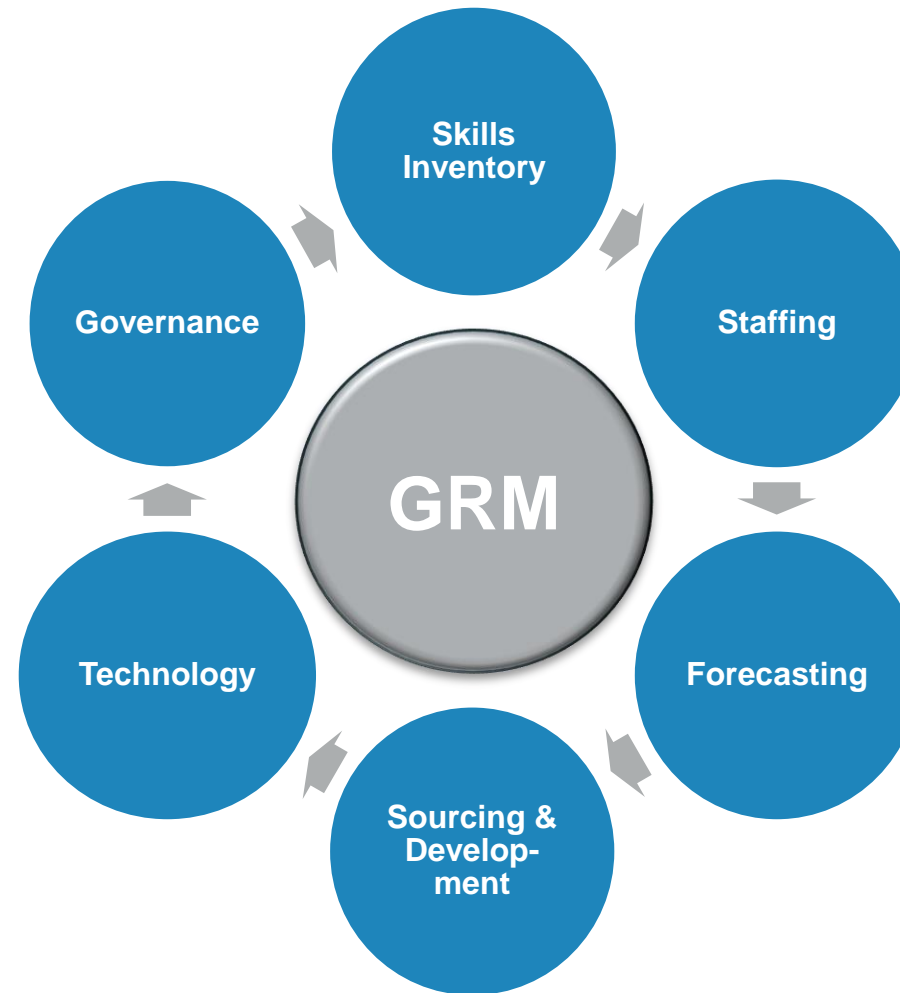 Skills
Inventory
Staffing
Forecasting
Sourcing &
Develop-
ment
Technology
Governance
GRM